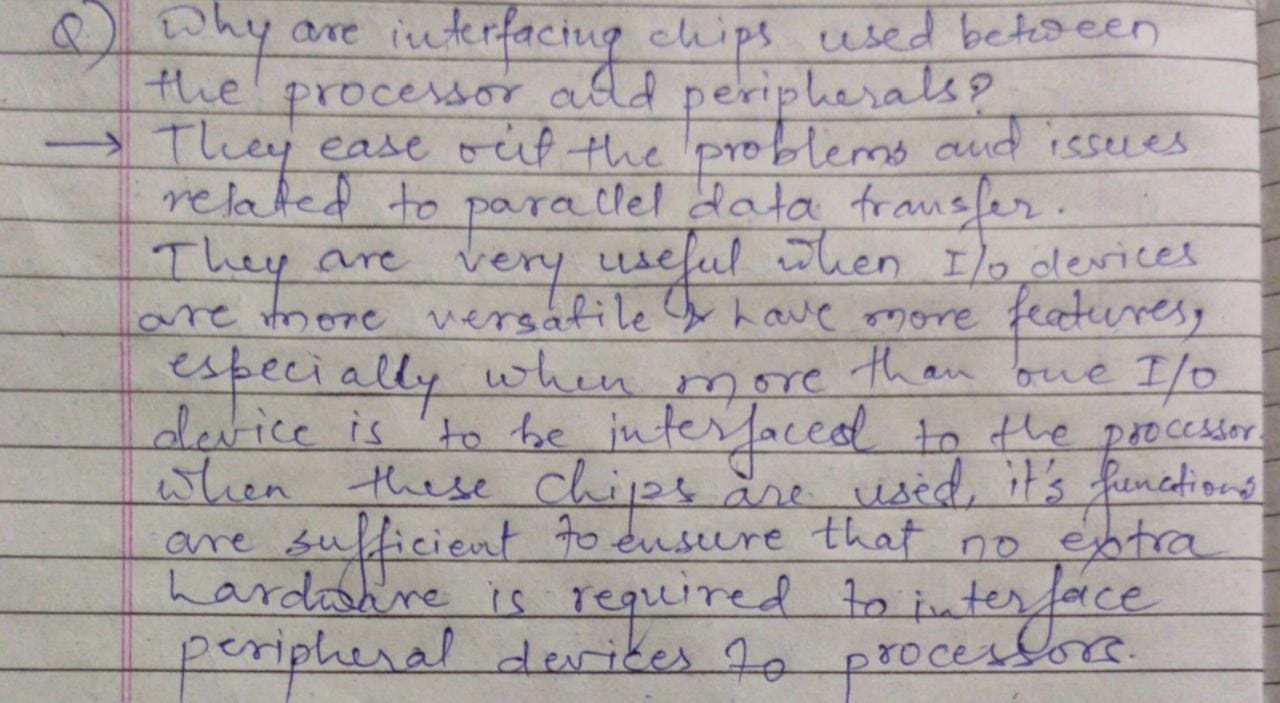 Q) Why are interfacing chips used between
the processor and peripherals?
→ They ease out the problems and issues
related to parallel data transfer.
They are very useful when I/o devices
are more versatile & have more features,
especially when more than one I/o
device is to be interfaced to the processor.
When these chips are used, it's functions
are sufficient to ensure that no extra
hardware is required to interface
peripheral devices to processors.